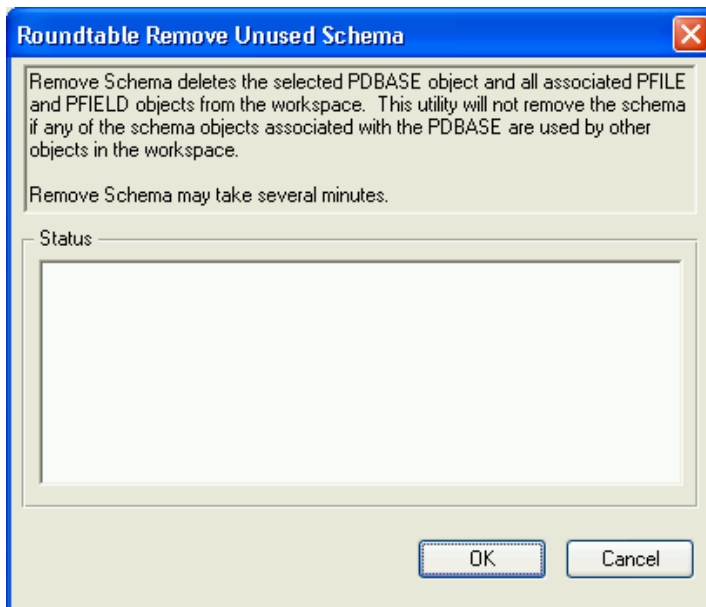 Roundtable Remove Unused Schema
Remove Schema deletes the selected PDBASE object and all associated PFILE
and PFIELD objects from the workspace.  This utility will not remove the schema
if any of the schema objects associated with the PDBASE are used by other
objects in the workspace.
Remove Schema may take several minutes.
Status
OK
Cancel